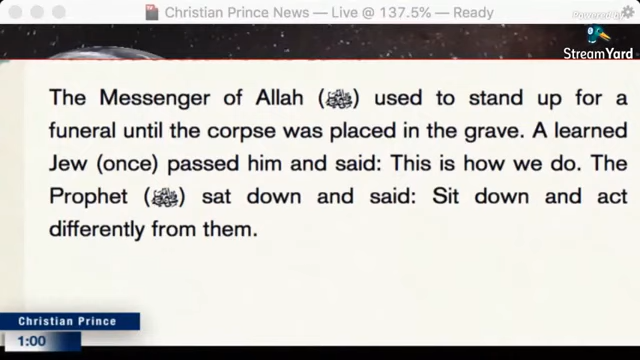 Christian Prince News — Live @ 137.5% — Ready
Powered by
StreamYard
The Messenger of Allah (ﷺ) used to stand up for a
funeral until the corpse was placed in the grave. A learned
Jew (once) passed him and said: This is how we do. The
Prophet (ﷺ) sat down and said: Sit down and act
differently from them.
Christian Prince
1:00